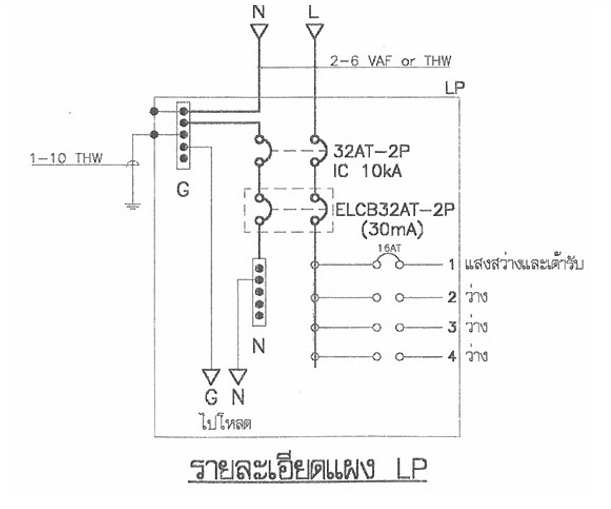 N L
2-6 VAF or THW
LP
1-10 THW
G
32AT-2P
IC 10kA
ELCB32AT-2P
(30mA)
16AT
1 แสงสว่างและเต้ารับ
2 ว่าง
3 ว่าง
4 ว่าง
N
G N
ไปโหลด
รายละเอียดแผง LP